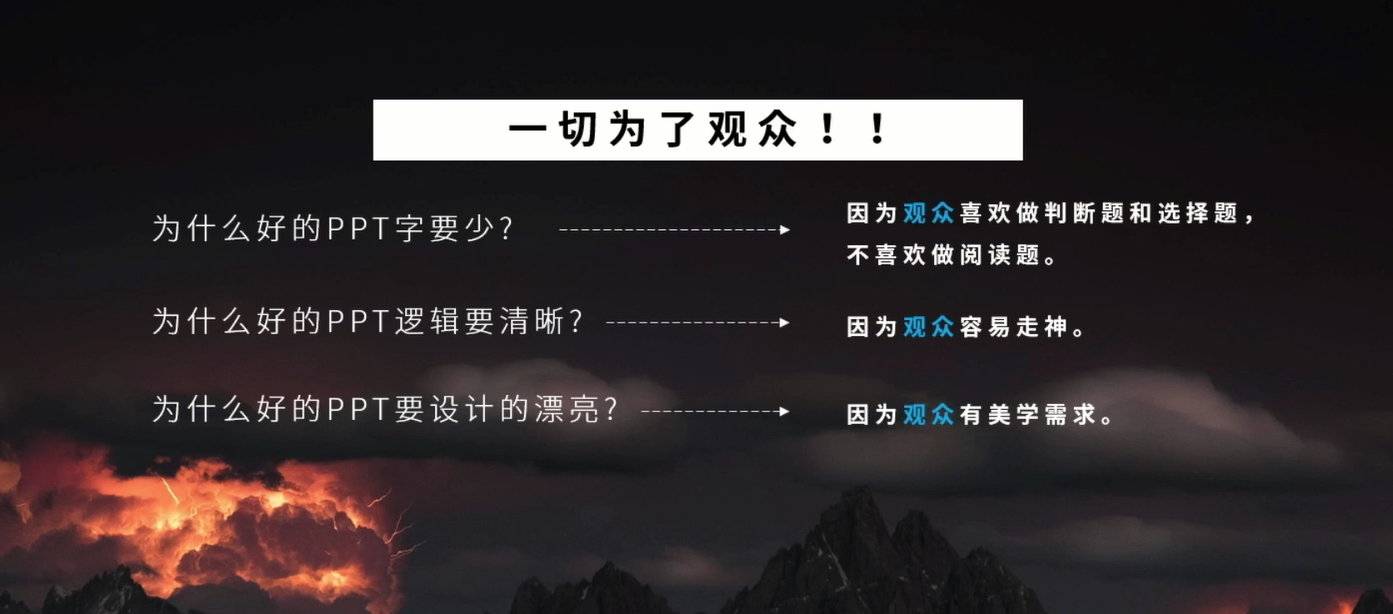 一切为了观众！！
为什么好的PPT字要少?
因为观众喜欢做判断题和选择题，
不喜欢做阅读题。
为什么好的PPT逻辑要清晰?
因为观众容易走神。
为什么好的PPT要设计的漂亮?
因为观众有美学需求。